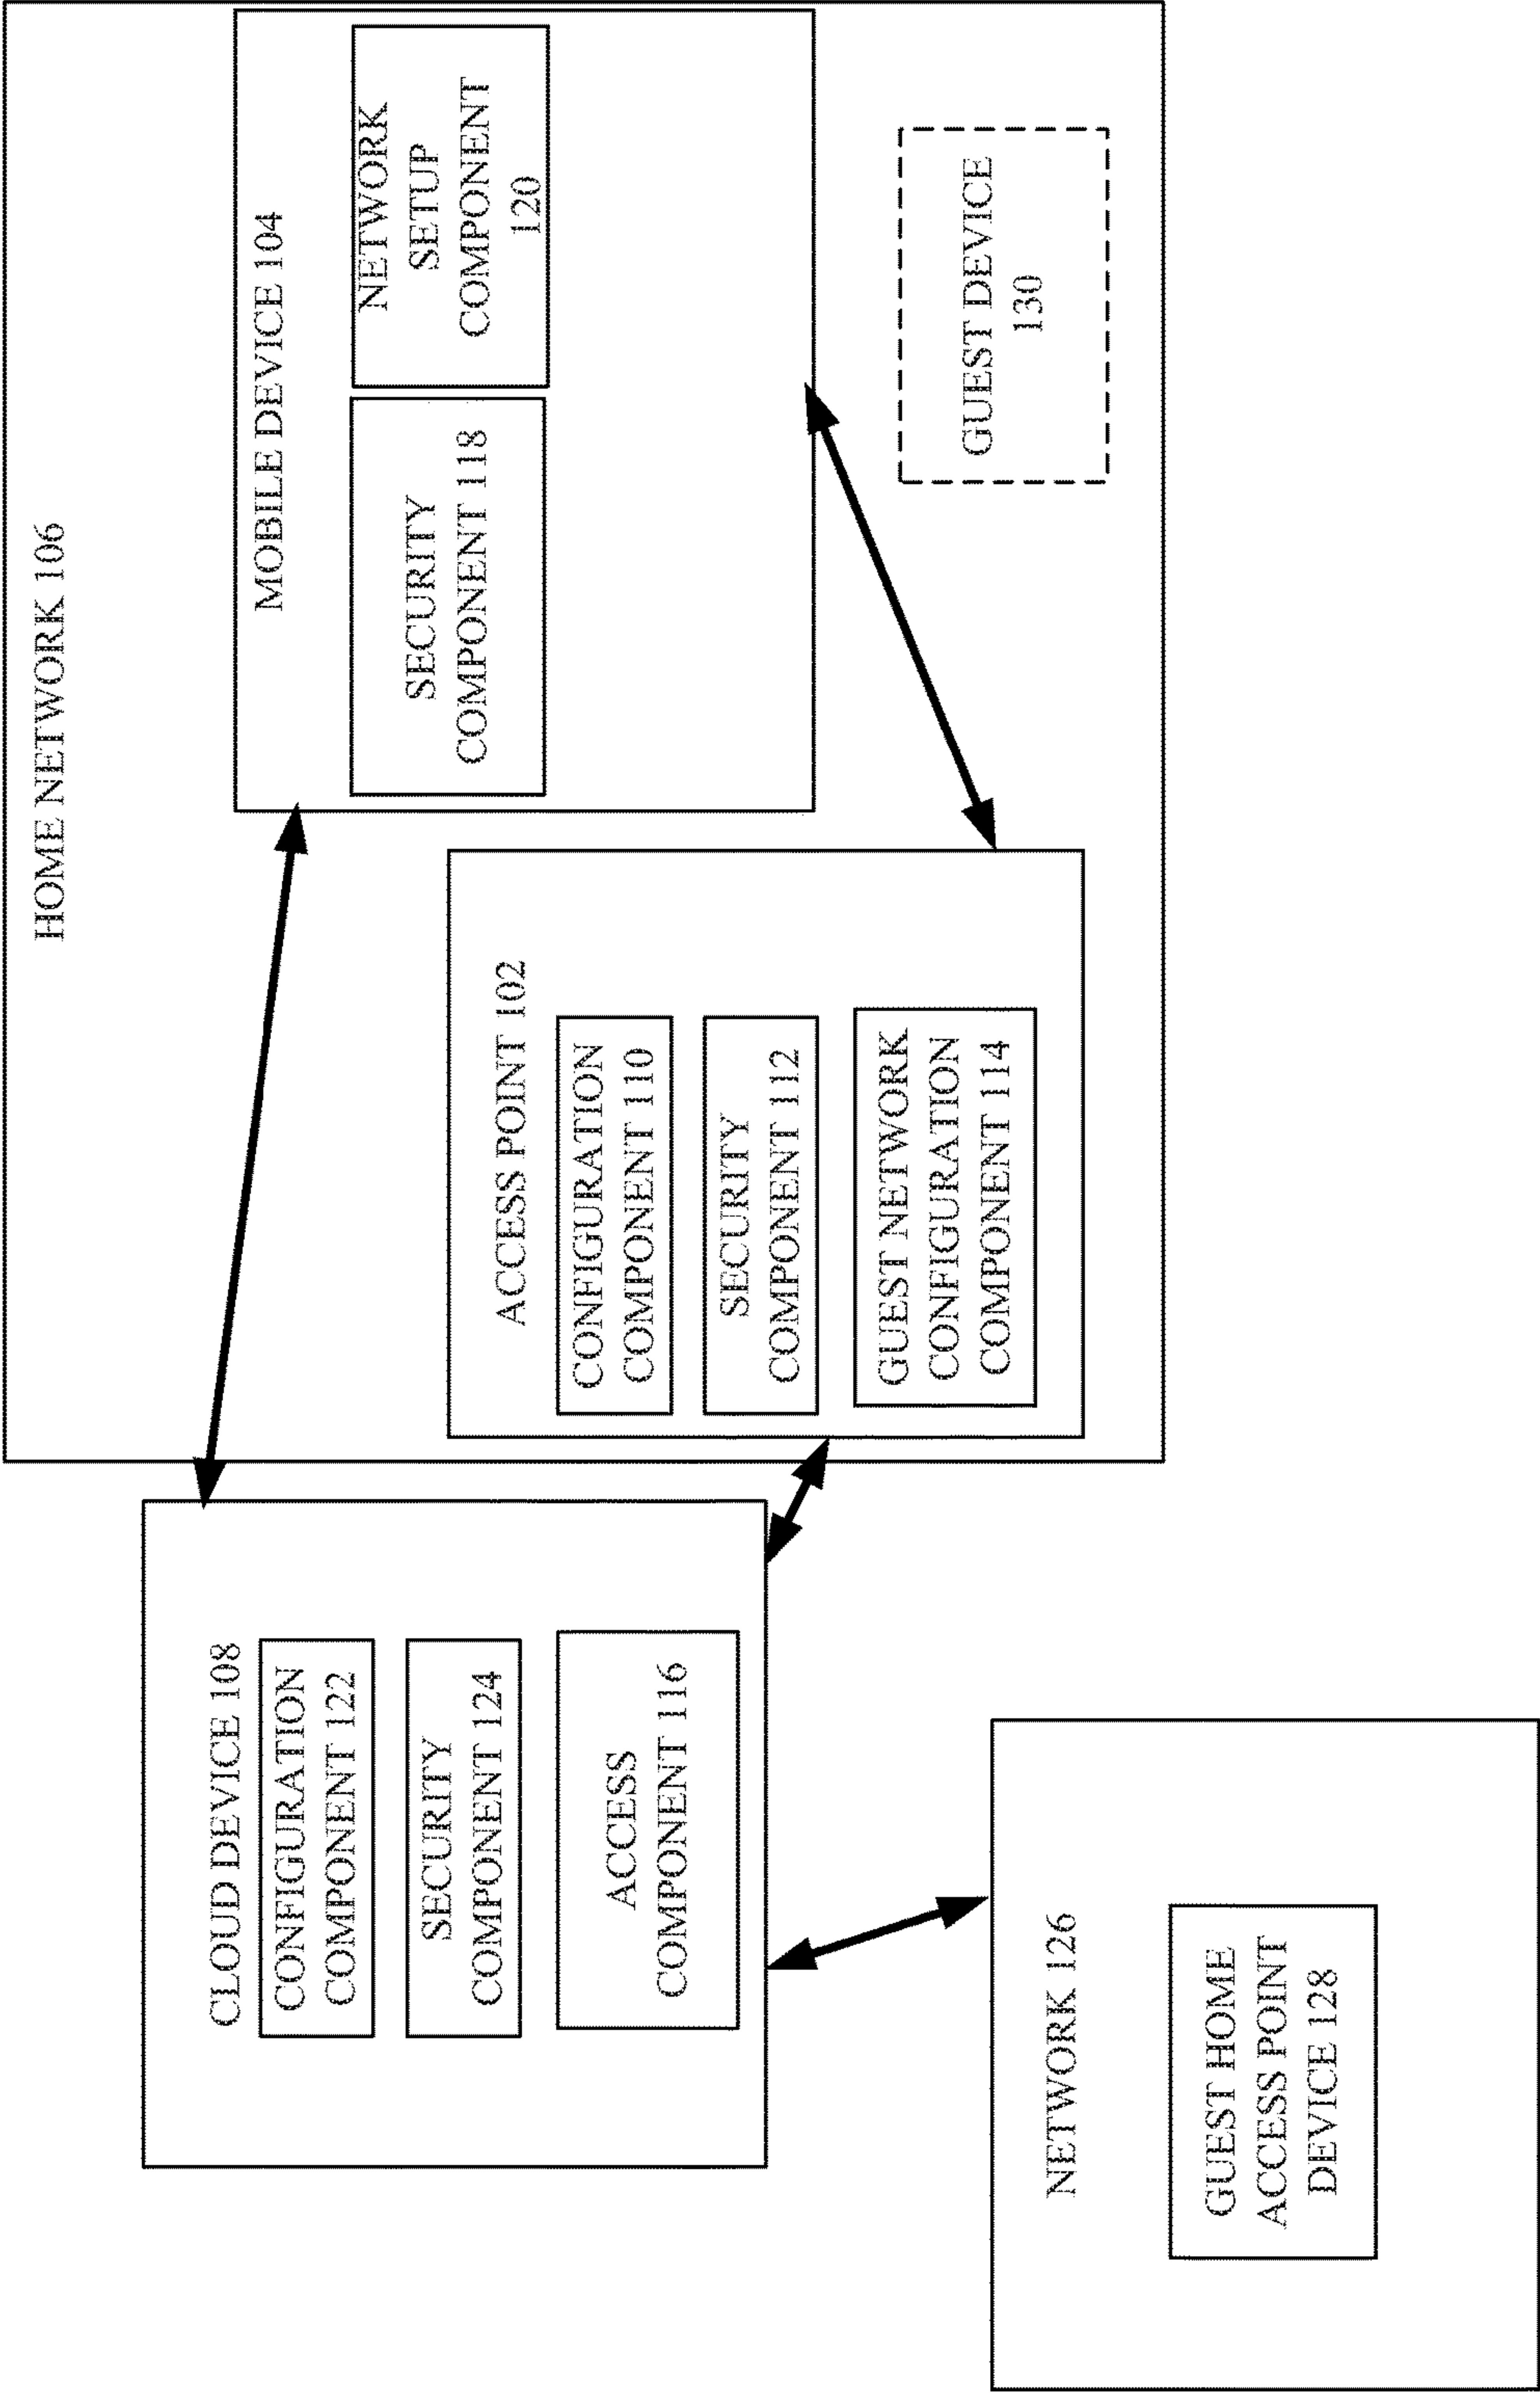 HOME NETWORK 106
MOBILE DEVICE 104
SECURITY
COMPONENT 118
NETWORK
SETUP
COMPONENT
120
CLOUD DEVICE 108
CONFIGURATION
COMPONENT 122
SECURITY
COMPONENT 124
ACCESS
COMPONENT 116
ACCESS POINT 102
CONFIGURATION
COMPONENT 110
SECURITY
COMPONENT 112
GUEST NETWORK
CONFIGURATION
COMPONENT 114
GUEST DEVICE
130
NETWORK 126
GUEST HOME
ACCESS POINT
DEVICE 128